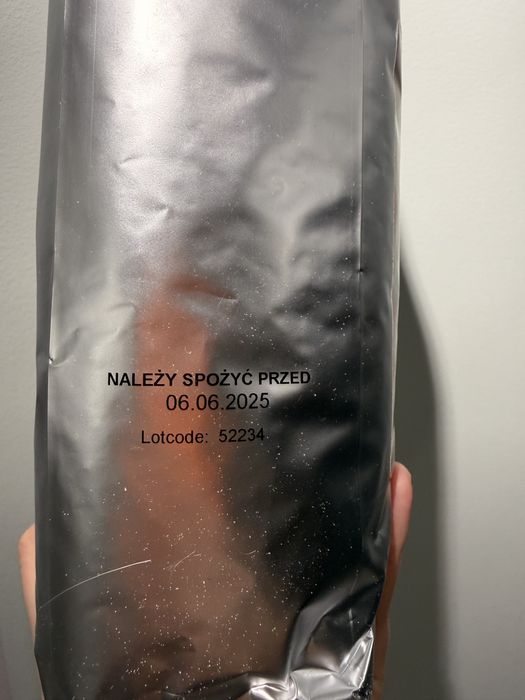 NALEŻY SPOŻYĆ PRZED
06.06.2025
Lotcode: 52234